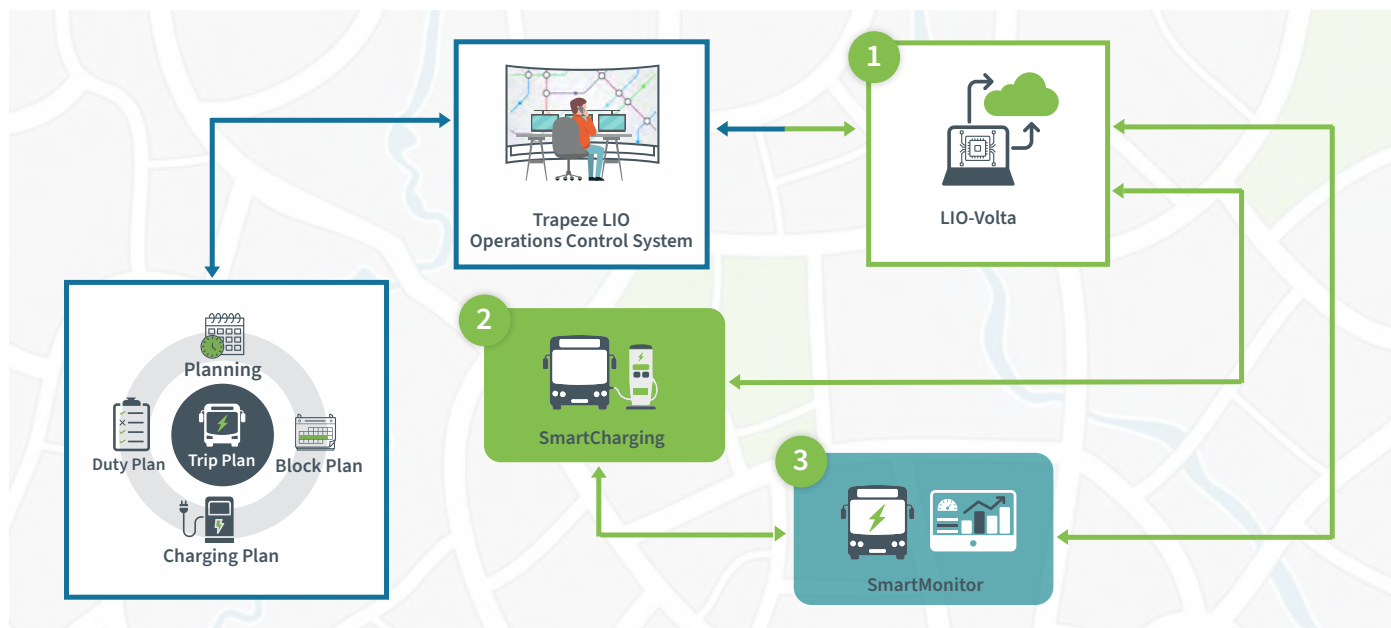 1
Trapeze LIO
Operations Control System
LIO-Volta
2
SmartCharging
3
SmartMonitor
Planning
Duty Plan
Trip Plan
Block Plan
Charging Plan